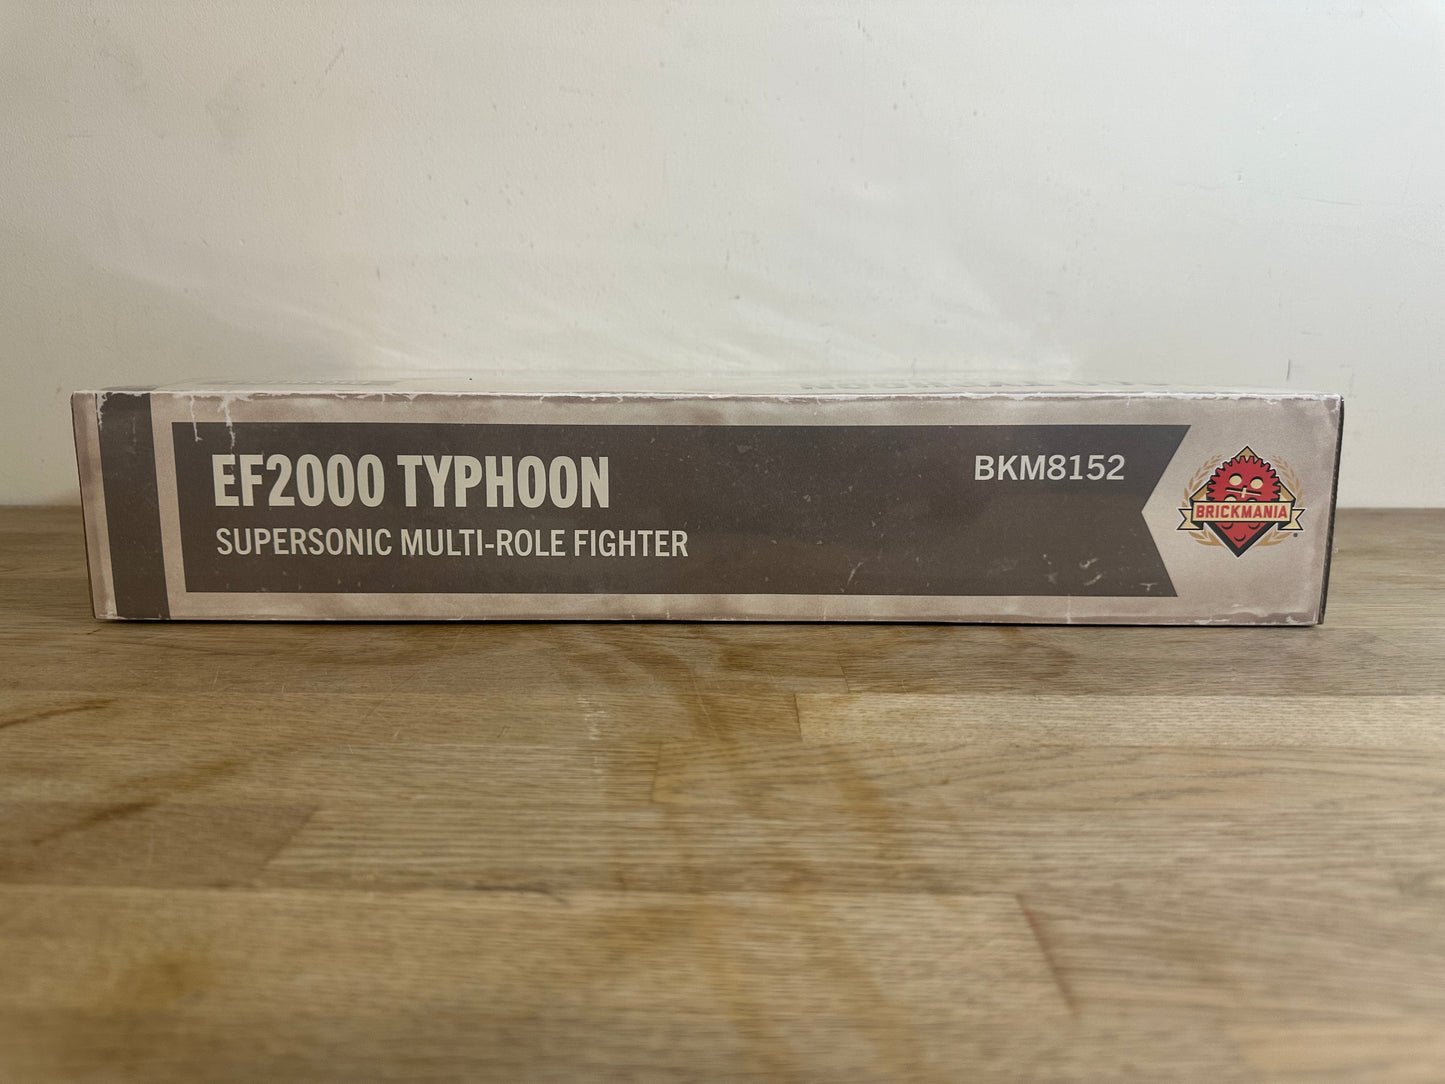 EF2000 TYPHOON
SUPERSONIC MULTI-ROLE FIGHTER
BKM8152
BRICKMANIA